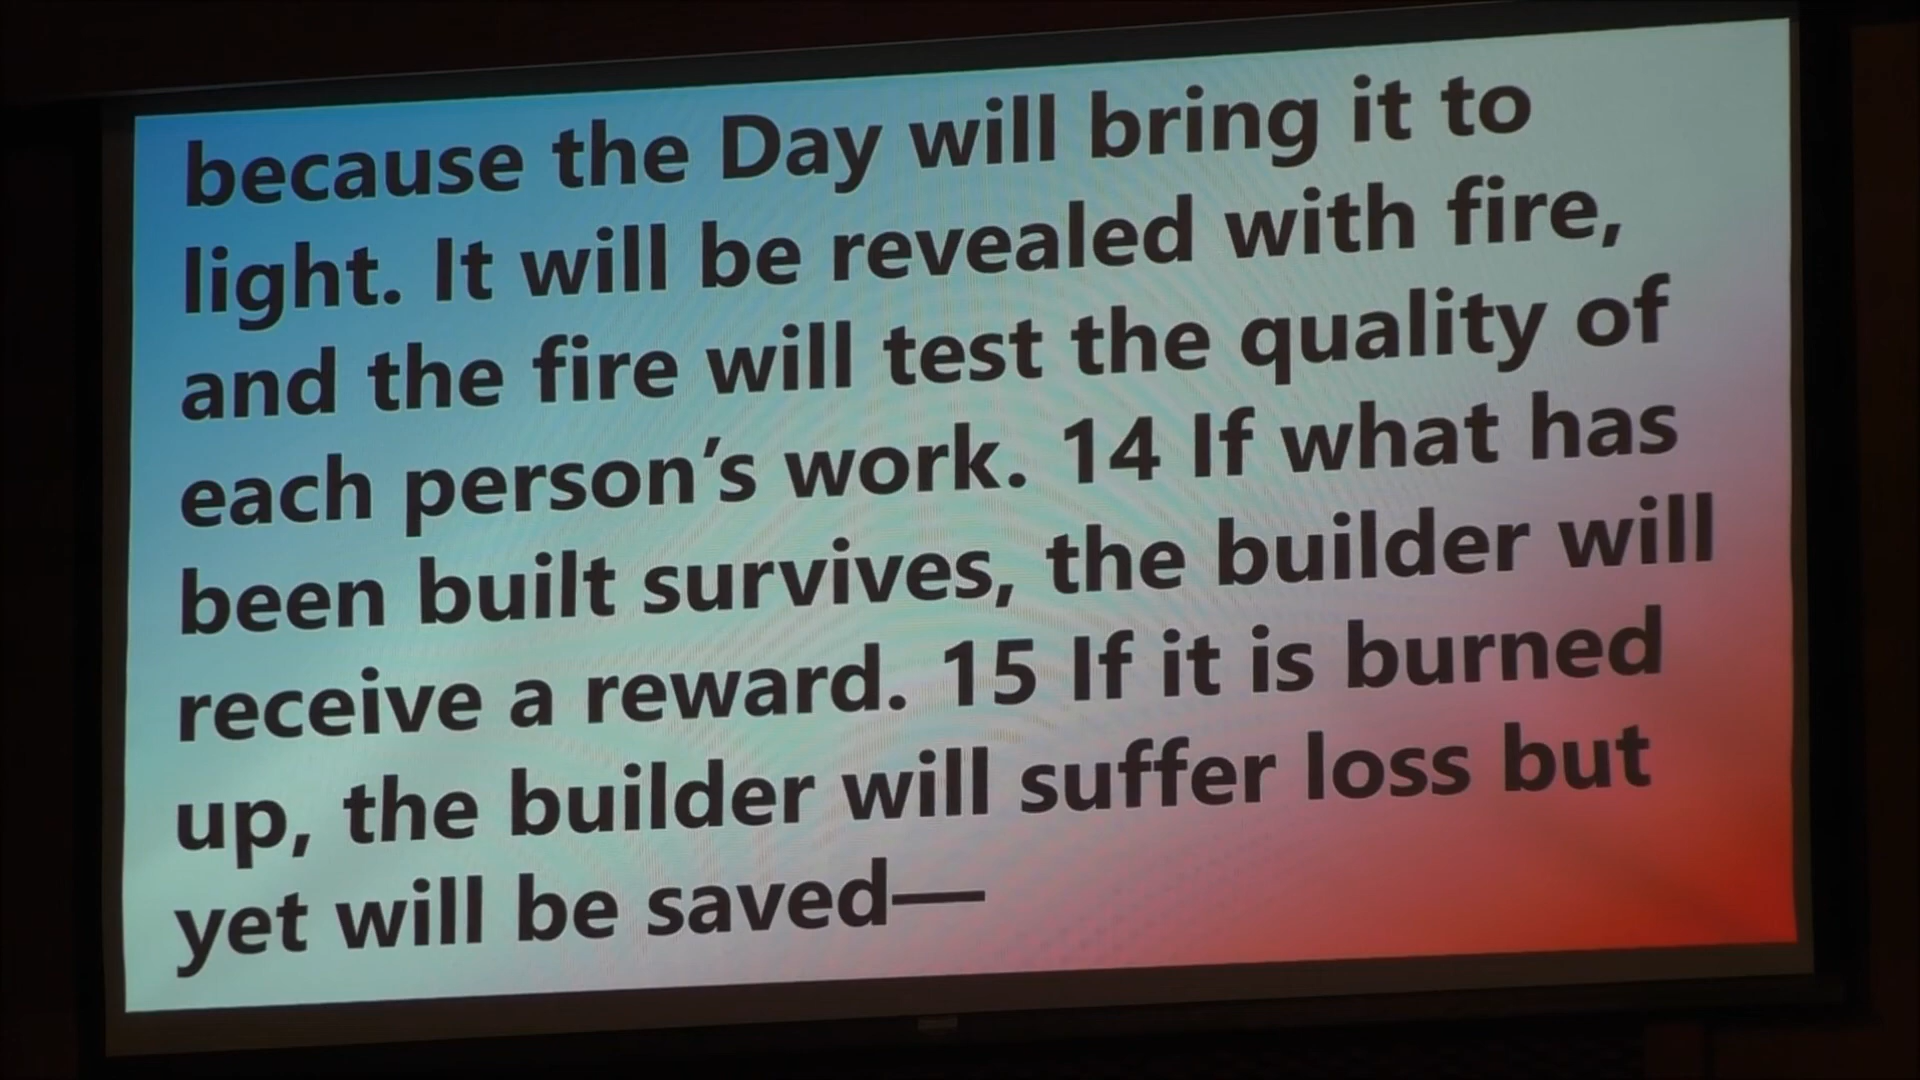 because the Day will bring it to
light. It will be revealed with fire,
and the fire will test the quality of
each person’s work. 14 If what has
been built survives, the builder will
receive a reward. 15 If it is burned
up, the builder will suffer loss but
yet will be saved—